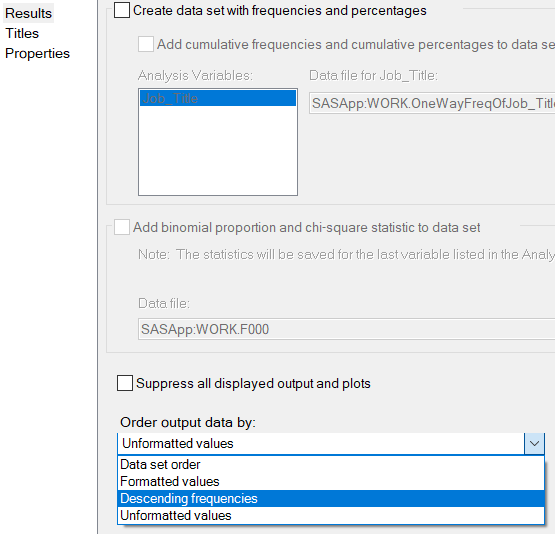 Results
Titles
Properties
Create data set with frequencies and percentages
Add cumulative frequencies and cumulative percentages to data se
Analysis Variables:
Data file for Job_Title:
Job_Title
SASApp:WORK.OneWayFreqOfJob_Title
Add binomial proportion and chi-square statistic to data set
Note: The statistics will be saved for the last variable listed in the Analy
Data file:
SASApp:WORK.F000
Suppress all displayed output and plots
Order output data by:
Unformatted values
Data set order
Formatted values
Descending frequencies
Unformatted values